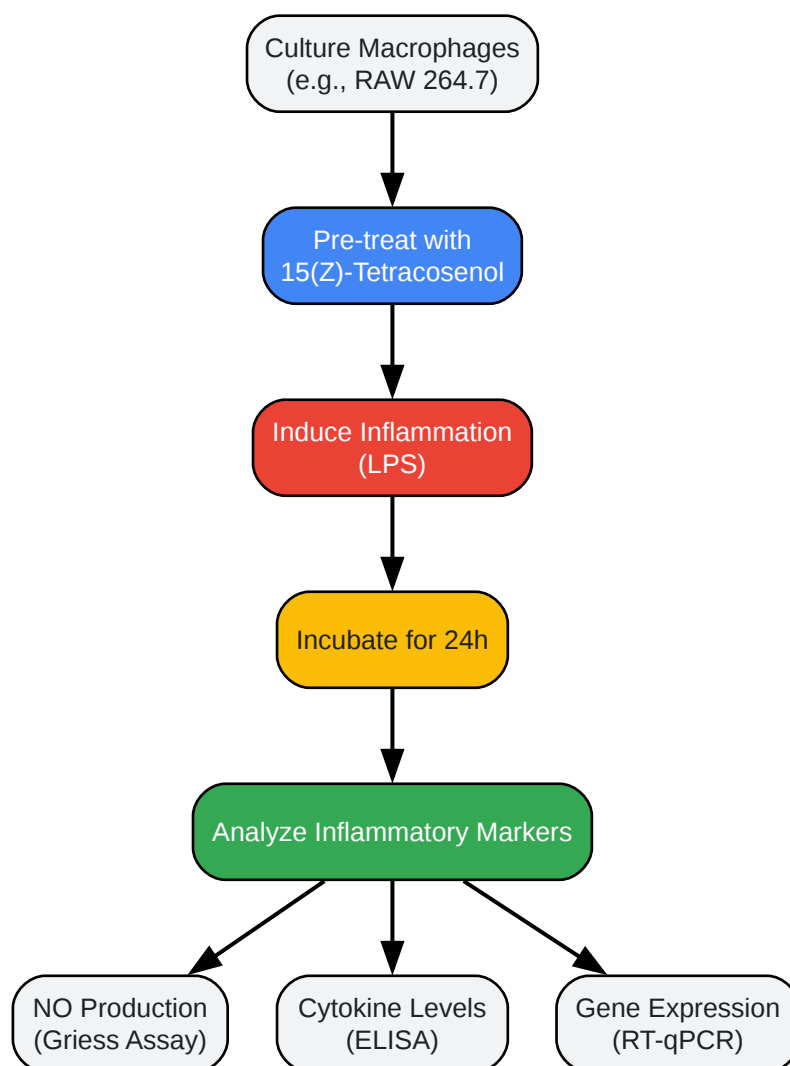 Culture Macrophages
(e.g., RAW 264.7)
Pre-treat with
15(Z)-Tetracosenol
Induce Inflammation
(LPS)
Incubate for 24h
Analyze Inflammatory Markers
NO Production
(Griess Assay)
Cytokine Levels
(ELISA)
Gene Expression
(RT-qPCR)